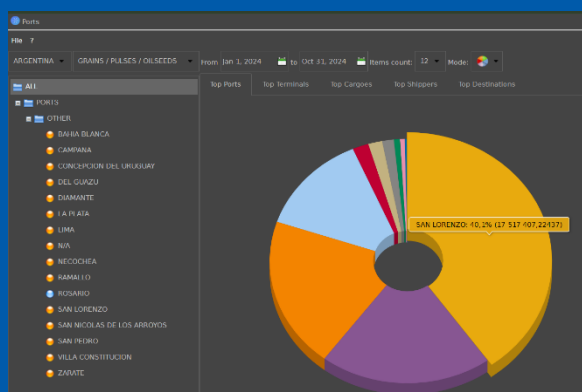 Ports
File ?
ARGENTINA GRAINS / PULSES / OILSEEDS From Jan 1, 2024 to Oct 31, 2024 Items count: 12 Mode:
ALL
Top Ports Top Terminals Top Cargoes Top Shippers Top Destinations
PORTS
OTHER
BAHIA BLANCA
CAMPANA
CONCEPCION DEL URUGUAY
DEL GUAZU
DIAMANTE
LA PLATA
LIMA
N/A
NECOCHEA
RAMALLO
ROSARIO
SAN LORENZO
SAN NICOLAS DE LOS ARROYOS
SAN PEDRO
VILLA CONSTITUCION
ZARATE
SAN LORENZO: 40,1% (17 517 407,22437)